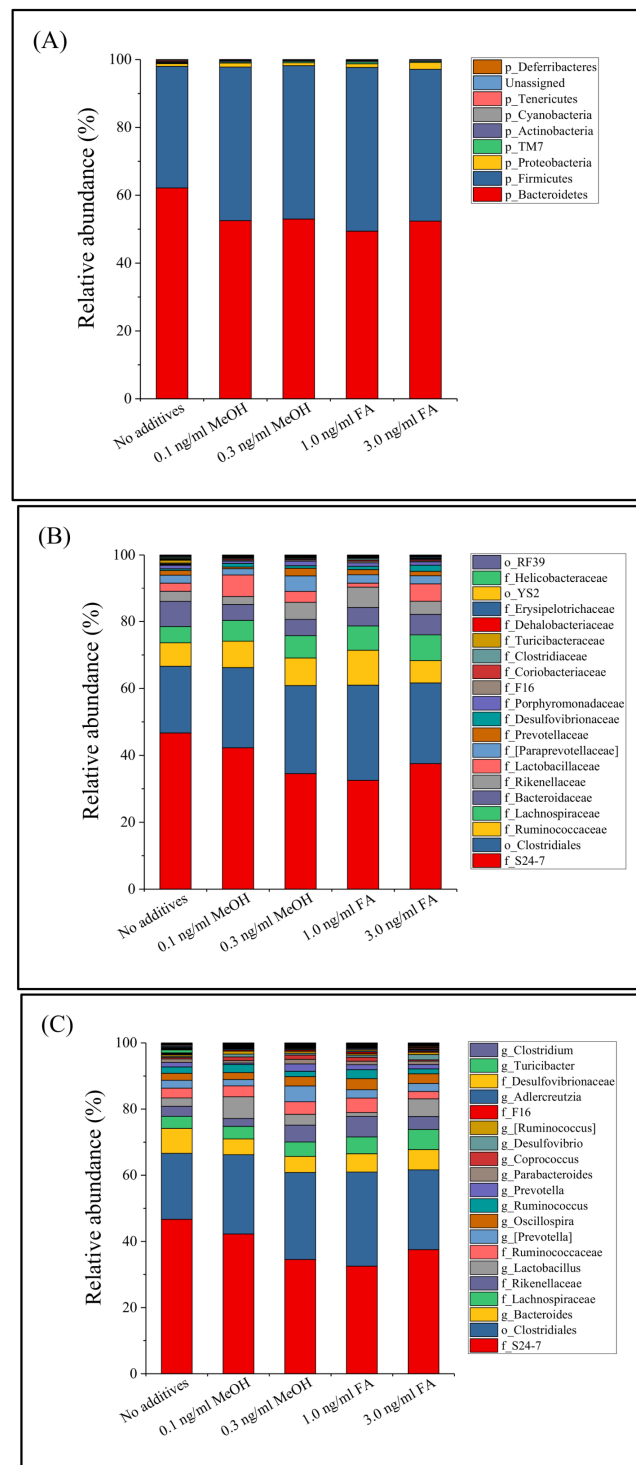 (A)
Relative abundance (%)
100
80
60
40
20
0
No additives
0.1 ng/ml MeOH
0.3 ng/ml MeOH
1.0 ng/ml FA
3.0 ng/ml FA
p_Deferribacteres
Unassigned
p_Tenericutes
p_Cyanobacteria
p_Actinobacteria
p_TM7
p_Proteobacteria
p_Firmicutes
p_Bacteroidetes
(B)
Relative abundance (%)
100
80
60
40
20
0
No additives
0.1 ng/ml MeOH
0.3 ng/ml MeOH
1.0 ng/ml FA
3.0 ng/ml FA
o_RF39
f_Helicobacteraceae
o_YS2
f_Erysipelotrichaceae
f_Dehalobacteriaceae
f_Turicibacteraceae
f_Clostridiaceae
f_Coriobacteriaceae
f_F16
f_Porphyromonadaceae
f_Desulfovibrionaceae
f_Prevotellaceae
f_[Paraprevotellaceae]
f_Lactobacillaceae
f_Rikenellaceae
f_Bacteroidaceae
f_Lachnospiraceae
f_Ruminococcaceae
o_Clostridiales
f_S24-7
(C)
Relative abundance (%)
100
80
60
40
20
0
No additives
0.1 ng/ml MeOH
0.3 ng/ml MeOH
1.0 ng/ml FA
3.0 ng/ml FA
g_Clostridium
g_Turicibacter
f_Desulfovibrionaceae
g_Adlercreutzia
f_F16
g_[Ruminococcus]
g_Desulfovibrio
g_Coprococcus
g_Parabacteroides
g_Prevotella
g_Ruminococcus
g_Oscillospira
g_[Prevotella]
f_Ruminococcaceae
g_Lactobacillus
f_Rikenellaceae
f_Lachnospiraceae
g_Bacteroides
o_Clostridiales
f_S24-7